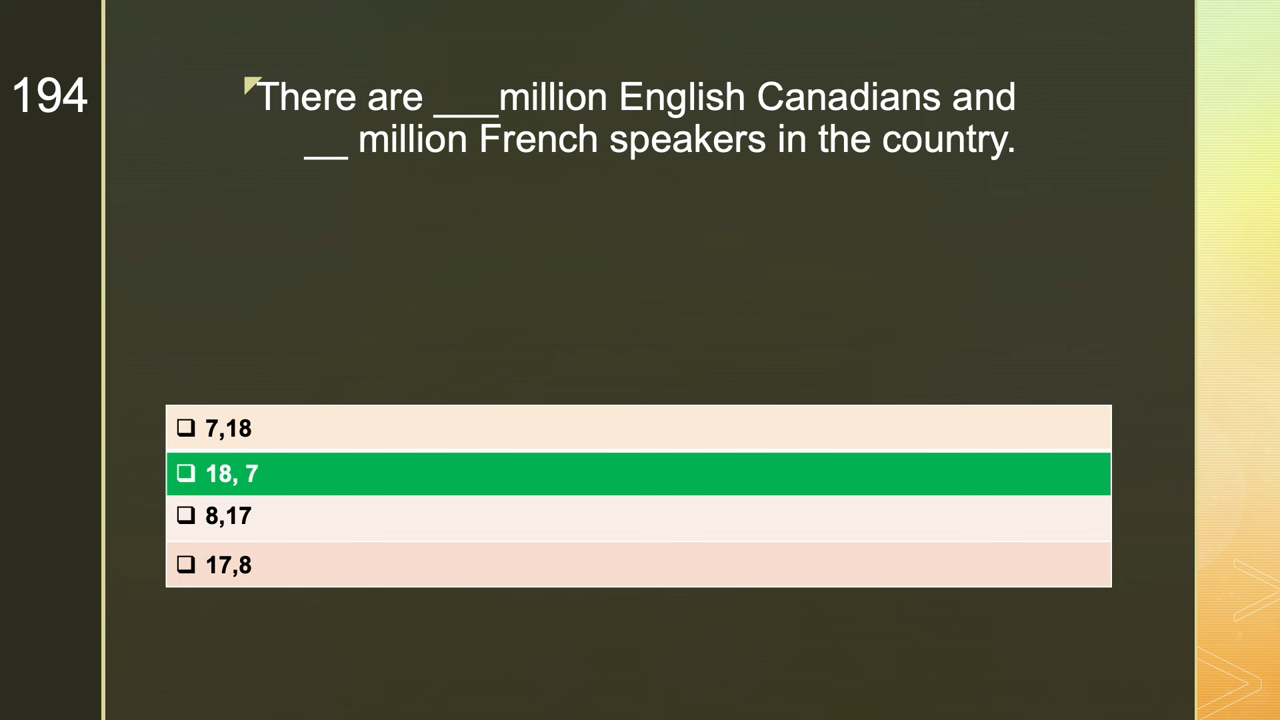 194
There are ___million English Canadians and
__ million French speakers in the country.
❑ 7,18
❑ 18, 7
❑ 8,17
❑ 17,8